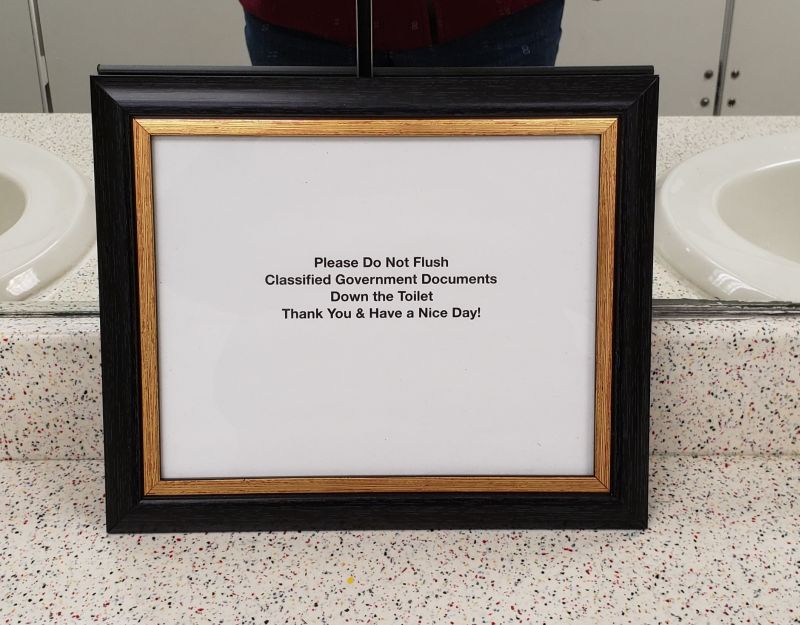 Please Do Not Flush
Classified Government Documents
Down the Toilet
Thank You & Have a Nice Day!